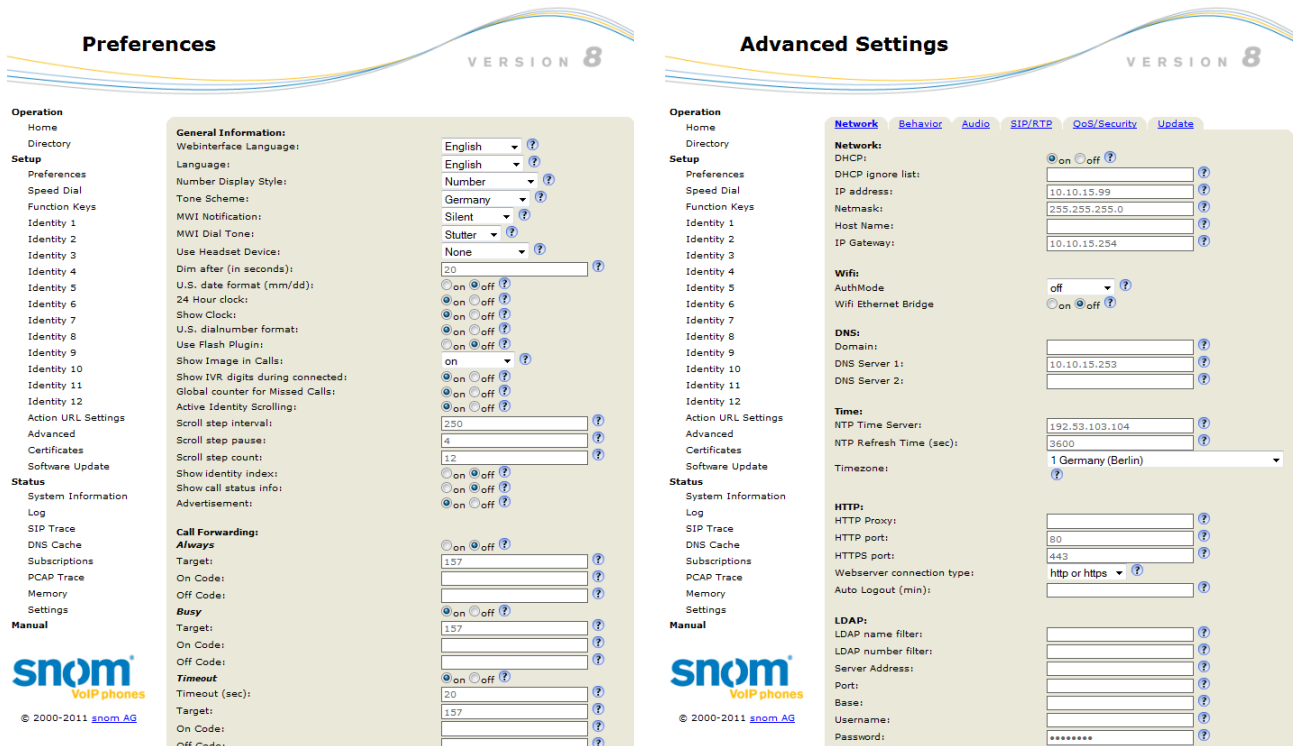 Preferences
VERSION 8
Operation
Home
Directory
Setup
Preferences
Speed Dial
Function Keys
Identity 1
Identity 2
Identity 3
Identity 4
Identity 5
Identity 6
Identity 7
Identity 8
Identity 9
Identity 10
Identity 11
Identity 12
Action URL Settings
Advanced
Certificates
Software Update
Status
System Information
Log
SIP Trace
DNS Cache
Subscriptions
PCAP Trace
Memory
Settings
Manual
snom
VoIP phones
© 2000-2011 snom AG
General Information:
Webinterface Language: English ?
Language: English ?
Number Display Style: Number ?
Tone Scheme: Germany ?
MWI Notification: Silent ?
MWI Dial Tone: Stutter ?
Use Headset Device: None ?
Dim after (in seconds): 20 ?
U.S. date format (mm/dd): on off ?
24 Hour clock: on off ?
Show Clock: on off ?
U.S. dialnumber format: on off ?
Use Flash Plugin: on off ?
Show Image in Calls: on ?
Show IVR digits during connected: on off ?
Global counter for Missed Calls: on off ?
Active Identity Scrolling: on off ?
Scroll step interval: 250 ?
Scroll step pause: 4 ?
Scroll step count: 12 ?
Show identity index: on off ?
Show call status info: on off ?
Advertisement: on off ?
Call Forwarding:
Always on off ?
Target: 157 ?
On Code: ?
Off Code: ?
Busy on off ?
Target: 157 ?
On Code: ?
Off Code: ?
Timeout on off ?
Timeout (sec): 20 ?
Target: 157 ?
On Code: ?
Off Code: ?
Advanced Settings
VERSION 8
Operation
Home
Directory
Setup
Preferences
Speed Dial
Function Keys
Identity 1
Identity 2
Identity 3
Identity 4
Identity 5
Identity 6
Identity 7
Identity 8
Identity 9
Identity 10
Identity 11
Identity 12
Action URL Settings
Advanced
Certificates
Software Update
Status
System Information
Log
SIP Trace
DNS Cache
Subscriptions
PCAP Trace
Memory
Settings
Manual
snom
VoIP phones
© 2000-2011 snom AG
Network Behavior Audio SIP/RTP QoS/Security Update
Network:
DHCP: on off ?
DHCP ignore list: ?
IP address: 10.10.15.99 ?
Netmask: 255.255.255.0 ?
Host Name: ?
IP Gateway: 10.10.15.254 ?
Wifi:
AuthMode off ?
Wifi Ethernet Bridge on off ?
DNS:
Domain: ?
DNS Server 1: 10.10.15.253 ?
DNS Server 2: ?
Time:
NTP Time Server: 192.53.103.104 ?
NTP Refresh Time (sec): 3600 ?
Timezone: 1 Germany (Berlin)
?
HTTP:
HTTP Proxy: ?
HTTP port: 80 ?
HTTPS port: 443 ?
Webserver connection type: http or https ?
Auto Logout (min): ?
LDAP:
LDAP name filter: ?
LDAP number filter: ?
Server Address: ?
Port: ?
Base: ?
Username: ?
Password: •••••••• ?